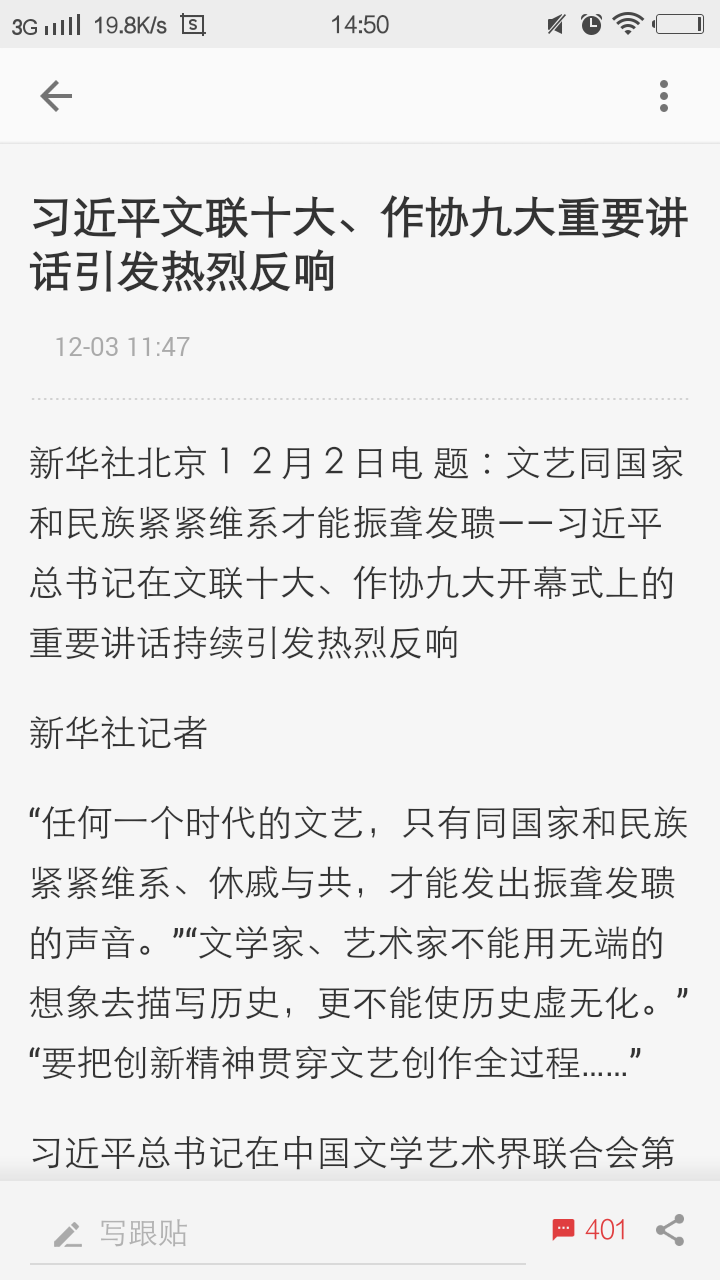 3G 19.8K/s S 14:50
习近平文联十大、作协九大重要讲
话引发热烈反响
12-03 11:47
新华社北京１２月２日电 题：文艺同国家
和民族紧紧维系才能振聋发聩——习近平
总书记在文联十大、作协九大开幕式上的
重要讲话持续引发热烈反响
新华社记者
“任何一个时代的文艺，只有同国家和民族
紧紧维系、休戚与共，才能发出振聋发聩
的声音。”“文学家、艺术家不能用无端的
想象去描写历史，更不能使历史虚无化。”
“要把创新精神贯穿文艺创作全过程……”
习近平总书记在中国文学艺术界联合会第
写跟贴 401